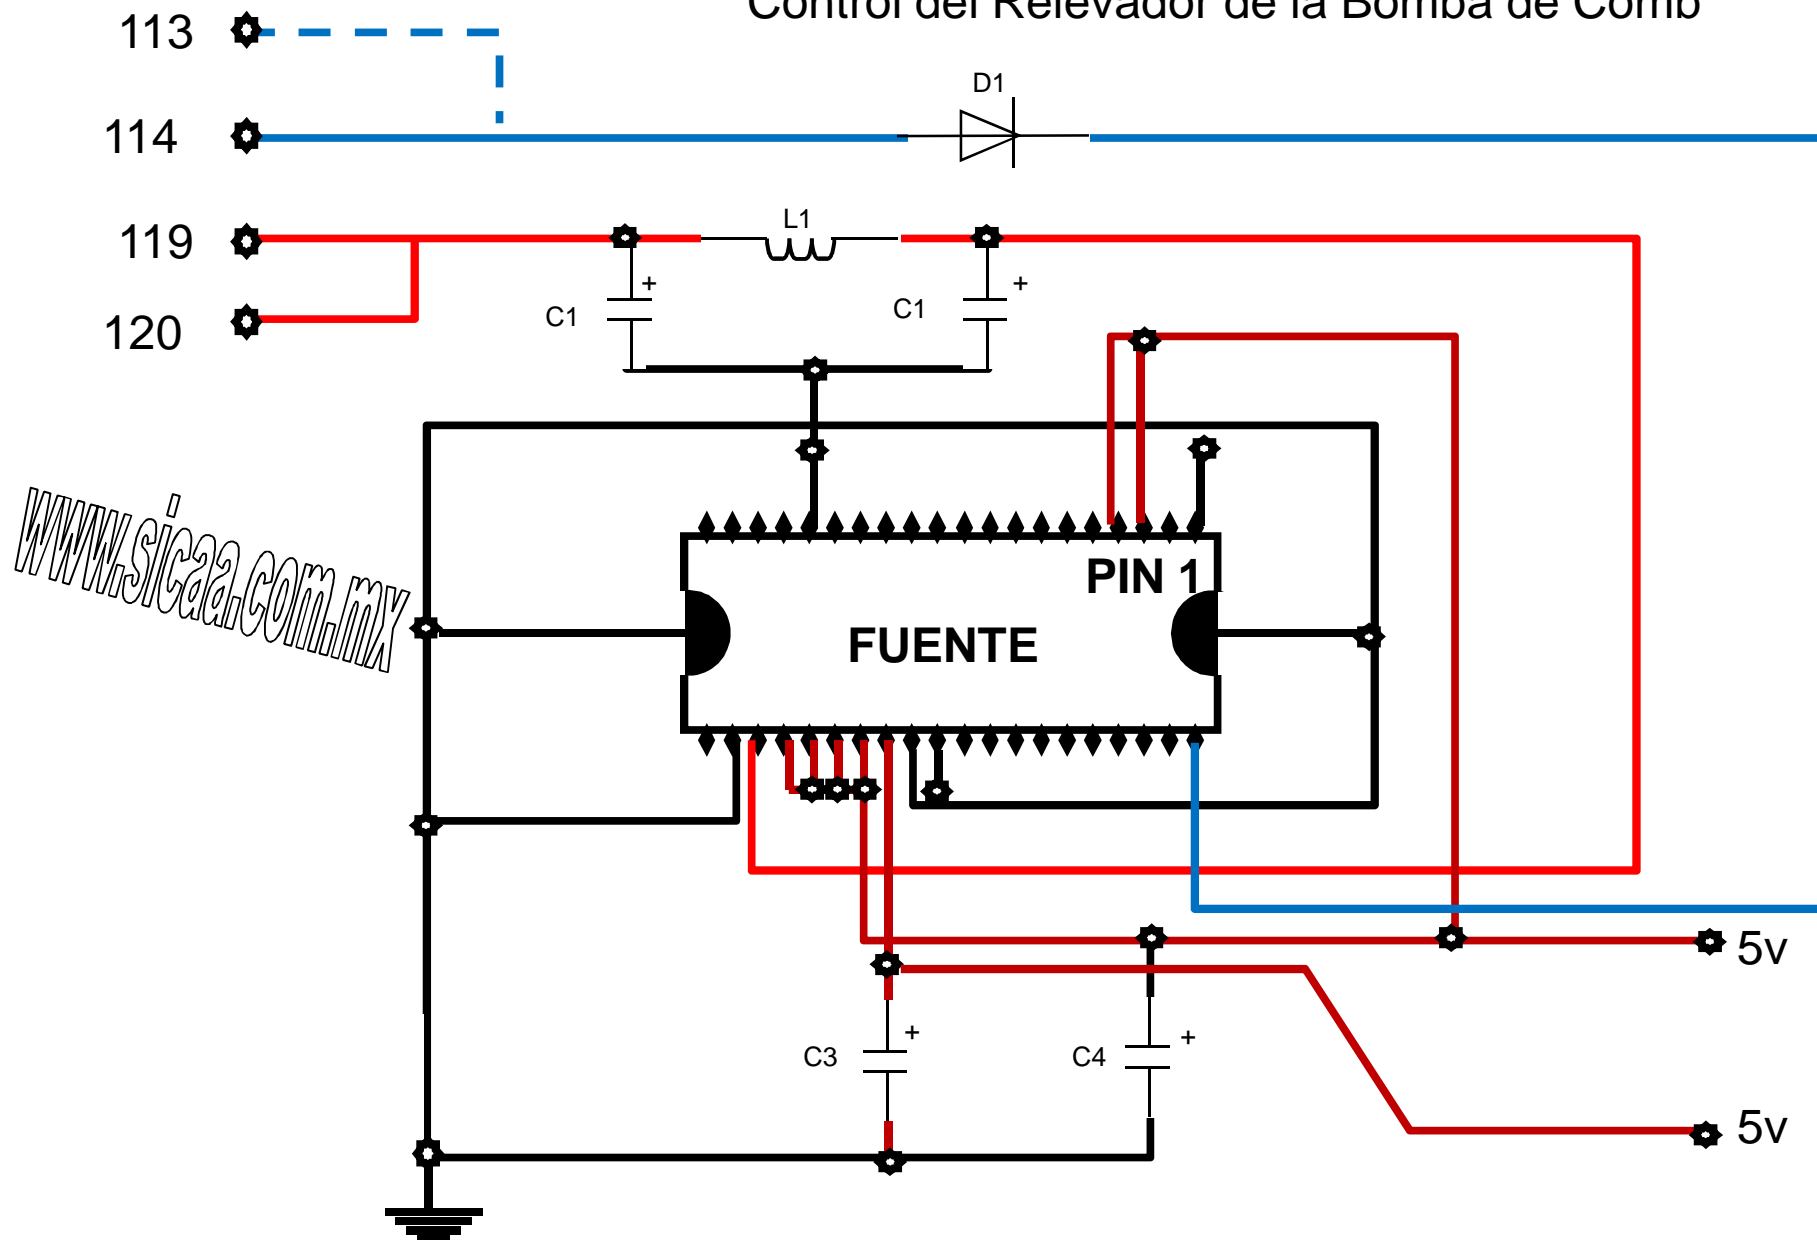 Control del Relevador de la Bomba de Comb
113
D1
114
L1
119
+
+
C1
C1
120
www.sicaa.com.mx
PIN 1
FUENTE
5v
+
+
C3
C4
5v